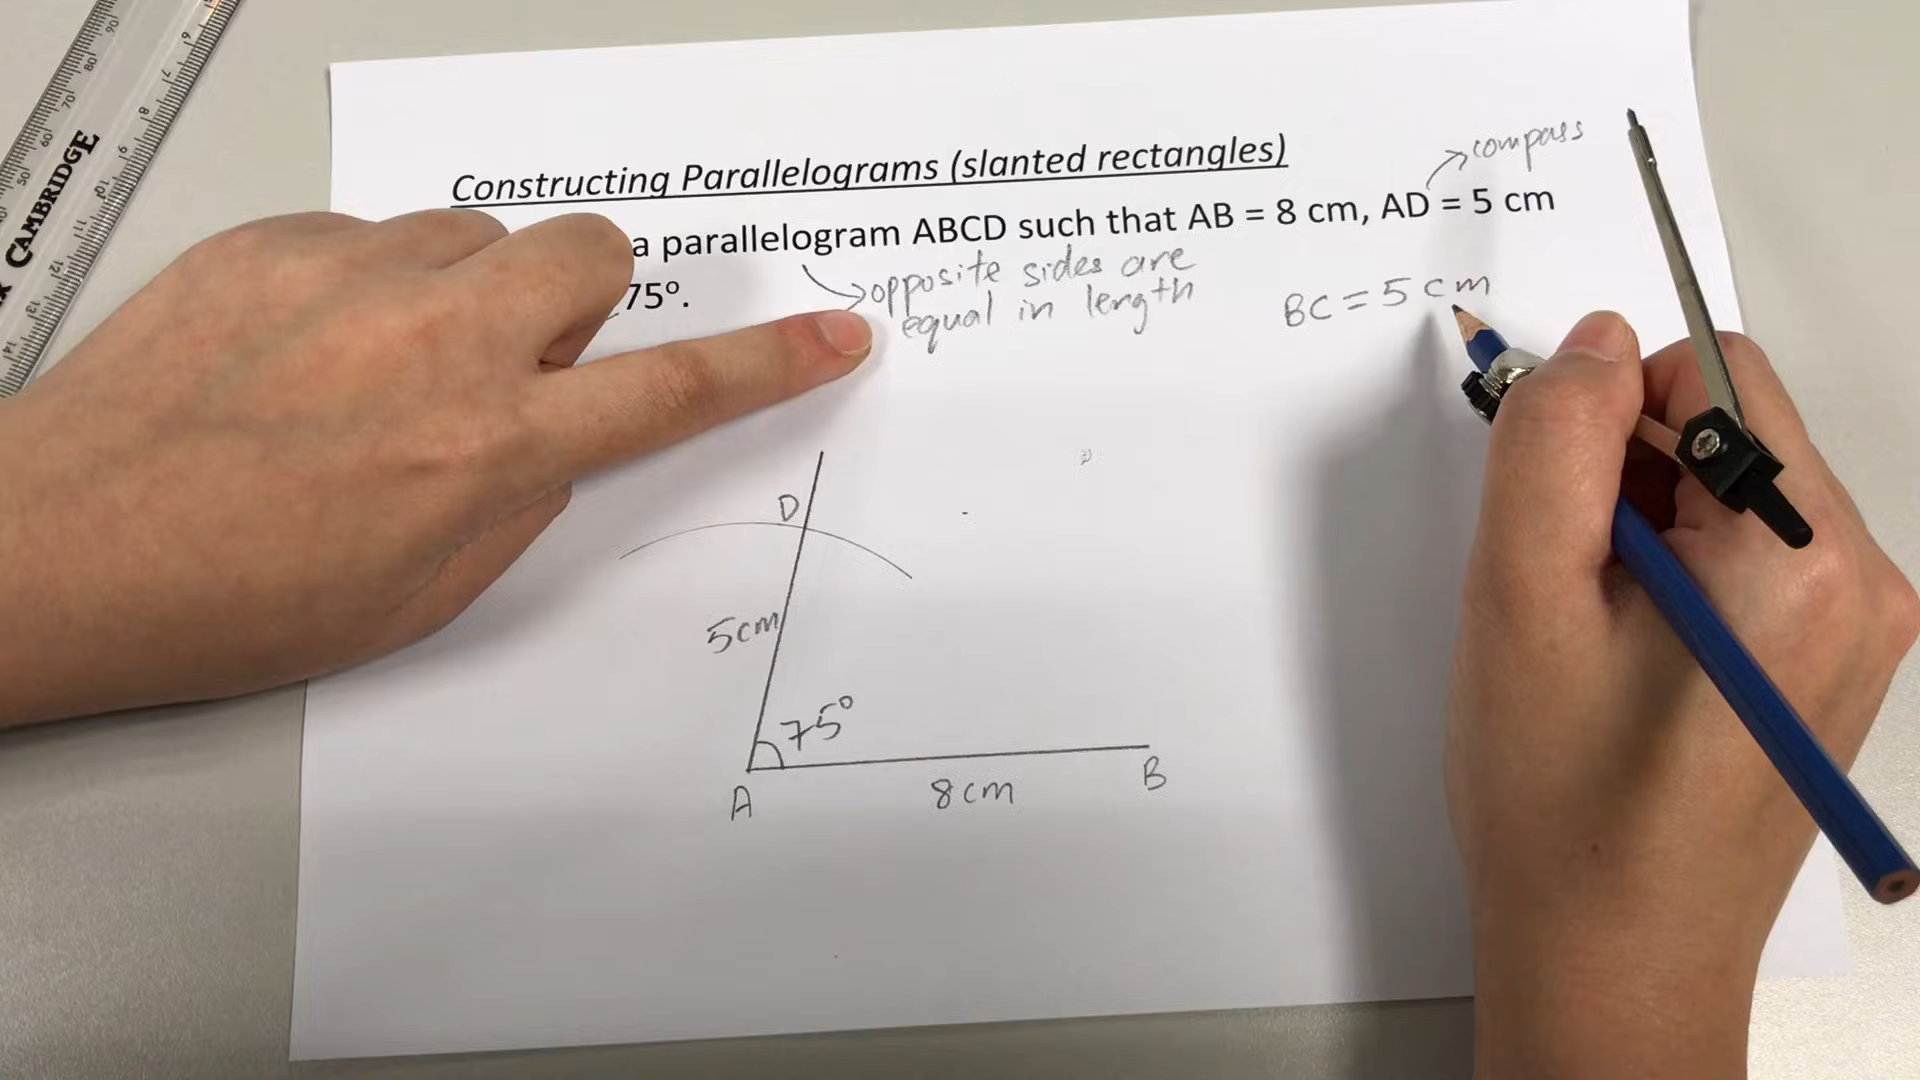 CAMBRIDGE
Constructing Parallelograms (slanted rectangles)
compass
a parallelogram ABCD such that AB = 8 cm, AD = 5 cm
75°.
opposite sides are
equal in length
BC = 5 cm
D
5cm
75°
A
8cm
B